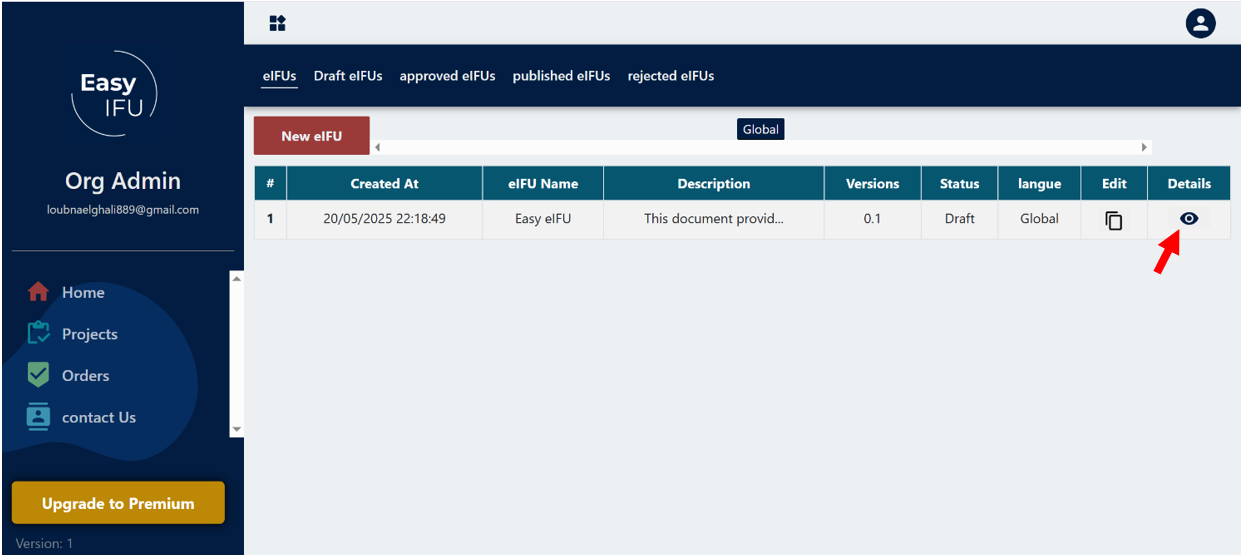 Easy
IFU
Org Admin
loubnaelghali889@gmail.com
Home
Projects
Orders
contact Us
Upgrade to Premium
Version: 1
eIFUs Draft eIFUs approved eIFUs published eIFUs rejected eIFUs
New eIFU
Global
# Created At eIFU Name Description Versions Status langue Edit Details
1 20/05/2025 22:18:49 Easy eIFU This document provid... 0.1 Draft Global